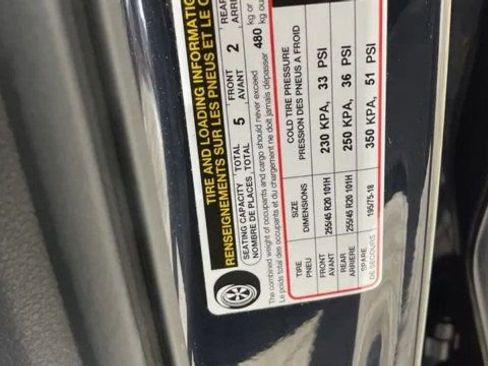 TIRE AND LOADING INFORMATION
RENSEIGNEMENTS SUR LES PNEUS ET LE C
SEATING CAPACITY TOTAL 5 FRONT 2 REAR
NOMBRE DE PLACES TOTAL AVANT ARRI
The combined weight of occupants and cargo should never exceed 480 kg or
Le poids total des occupants et du chargement ne doit jamais dépasser kg ou
TIRE SIZE COLD TIRE PRESSURE
PNEU DIMENSIONS PRESSION DES PNEUS A FROID
FRONT 255/45 R20 101H 230 KPA, 33 PSI
AVANT
REAR 255/45 R20 101H 250 KPA, 36 PSI
ARRIERE
SPARE 195/75-18 350 KPA, 51 PSI
DE SECOURS